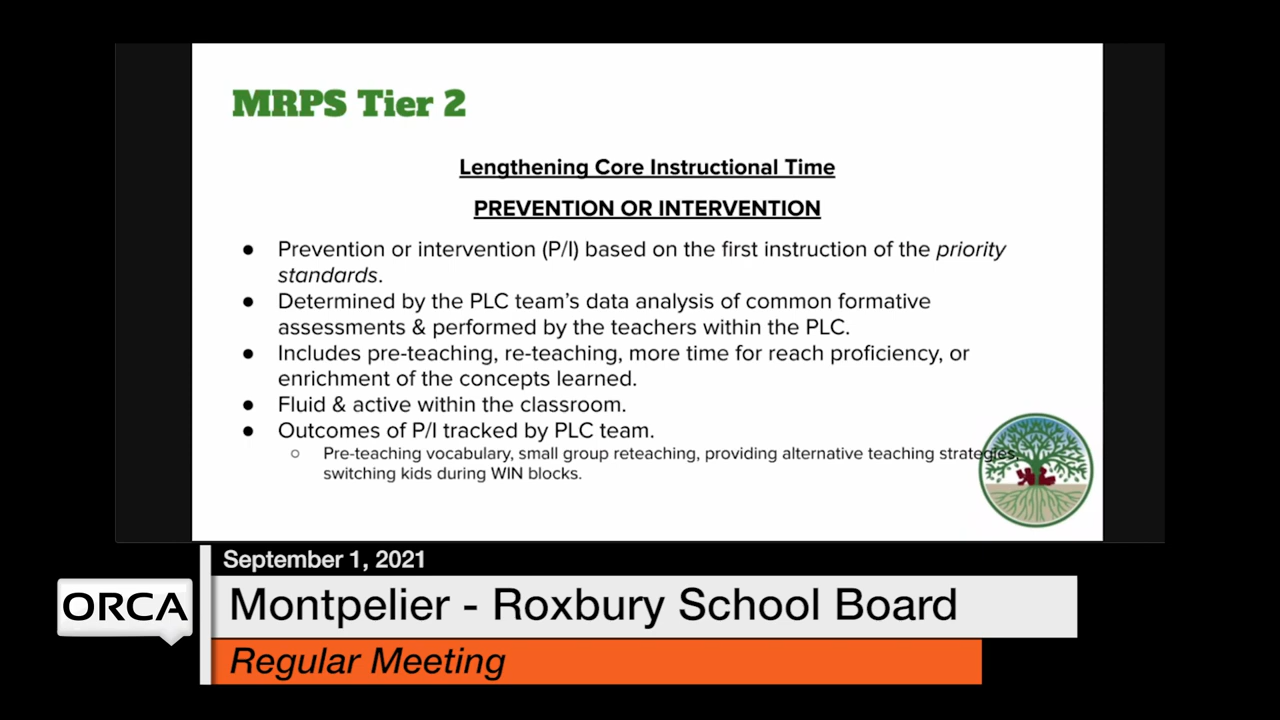 MRPS Tier 2
Lengthening Core Instructional Time
PREVENTION OR INTERVENTION
● Prevention or intervention (P/I) based on the first instruction of the priority
standards.
● Determined by the PLC team's data analysis of common formative
assessments & performed by the teachers within the PLC.
● Includes pre-teaching, re-teaching, more time for reach proficiency, or
enrichment of the concepts learned.
● Fluid & active within the classroom.
● Outcomes of P/I tracked by PLC team.
○ Pre-teaching vocabulary, small group reteaching, providing alternative teaching strategies,
switching kids during WIN blocks.
September 1, 2021
ORCA
Montpelier - Roxbury School Board
Regular Meeting